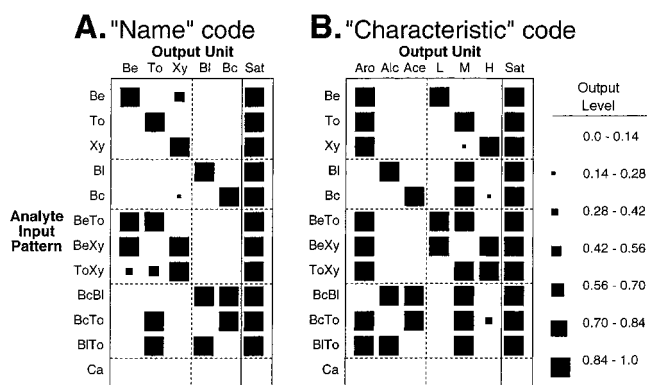 A. "Name" code
Output Unit
Be To Xy Bl Bc Sat
B. "Characteristic" code
Output Unit
Aro Alc Ace L M H Sat
Analyte
Input
Pattern
Be
To
Xy
Bl
Bc
BeTo
BeXy
ToXy
BcBl
BcTo
BlTo
Ca
Output
Level
0.0 - 0.14
0.14 - 0.28
0.28 - 0.42
0.42 - 0.56
0.56 - 0.70
0.70 - 0.84
0.84 - 1.0